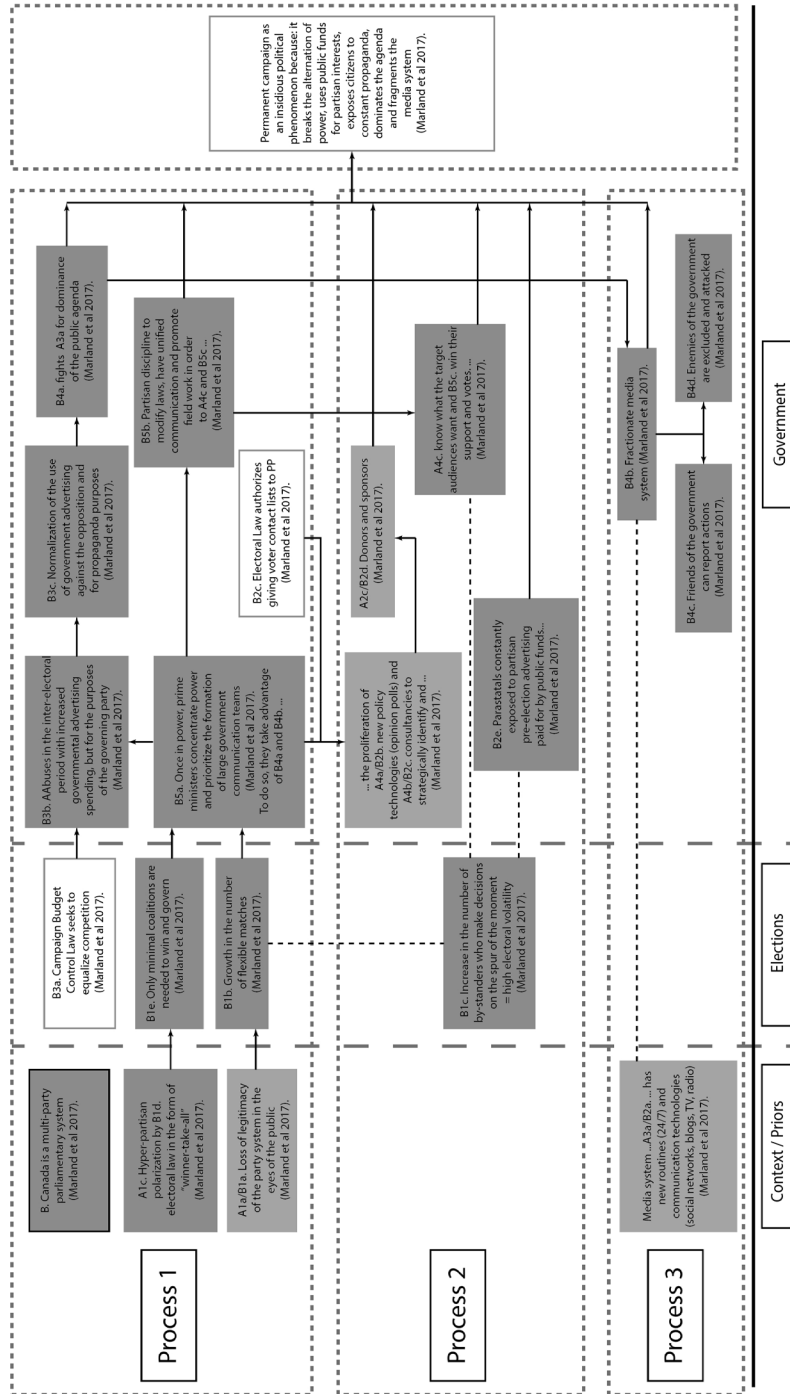 Process 1
B. Canada is a multi-party
parliamentary system
(Marland et al 2017).
A1c. Hyper-partisan
polarization by B1d.
electoral law in the form of
“winner-take-all”
(Marland et al 2017).
A1a/B1a. Loss of legitimacy
of the party system in the
eyes of the public
(Marland et al 2017).
B3a. Campaign Budget
Control Law seeks to
equalize competition
(Marland et al 2017).
B1e. Only minimal coalitions are
needed to win and govern
(Marland et al 2017).
B1b. Growth in the number
of flexible matches
(Marland et al 2017).
B3b. AAbuses in the inter-electoral
period with increased
governmental advertising
spending, but for the purposes
of the governing party
(Marland et al 2017).
B5a. Once in power, prime
ministers concentrate power
and prioritize the formation
of large government
communication teams
(Marland et al 2017).
To do so, they take advantage
of B4a and B4b. ...
B3c. Normalization of the use
of government advertising
against the opposition and
for propaganda purposes
(Marland et al 2017).
B2c. Electoral Law authorizes
giving voter contact lists to PP
(Marland et al 2017).
B4a. fights A3a for dominance
of the public agenda
(Marland et al 2017).
B5b. Partisan discipline to
modify laws, have unified
communication and promote
field work in order
to A4c and B5c ...
(Marland et al 2017).
Permanent campaign as
an insidious political
phenomenon because: it
breaks the alternation of
power, uses public funds
for partisan interests,
exposes citizens to
constant propaganda,
dominates the agenda
and fragments the
media system
(Marland et al 2017).
Process 2
B1c. Increase in the number of
by-standers who make decisions
on the spur of the moment
= high electoral volatility
(Marland et al 2017).
... the proliferation of
A4a/B2b. new policy
technologies (opinion polls) and
A4b/B2c. consultancies to
strategically identify and ...
(Marland et al 2017).
A2c/B2d. Donors and sponsors
(Marland et al 2017).
A4c. know what the target
audiences want and B5c. win their
support and votes. ...
(Marland et al 2017).
B2e. Parastatals constantly
exposed to partisan
pre-election advertising
paid for by public funds...
(Marland et al 2017).
Process 3
Media system ...A3a/B2a. ... has
new routines (24/7) and
communication technologies
(social networks, blogs, TV, radio)
(Marland et al 2017).
B4b. Fractionate media
system (Marland et al 2017).
B4c. Friends of the government
can report actions
(Marland et al 2017).
B4d. Enemies of the government
are excluded and attacked
(Marland et al 2017).
Context / Priors
Elections
Government